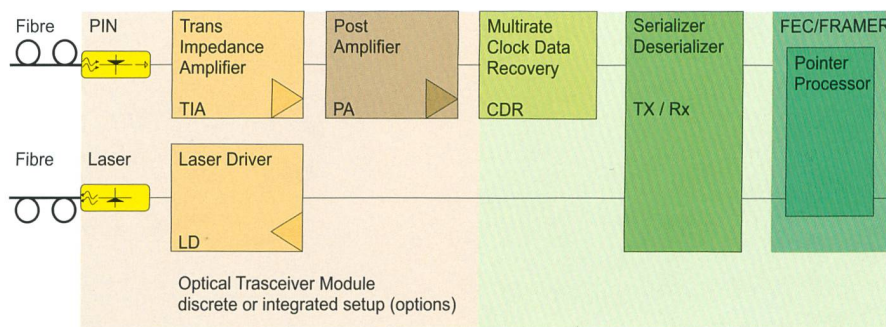 Fibre
PIN
Trans
Impedance
Amplifier
TIA
Post
Amplifier
PA
Multirate
Clock Data
Recovery
CDR
Serializer
Deserializer
TX / Rx
FEC/FRAMER
Pointer
Processor
Fibre
Laser
Laser Driver
LD
Optical Trasceiver Module
discrete or integrated setup (options)